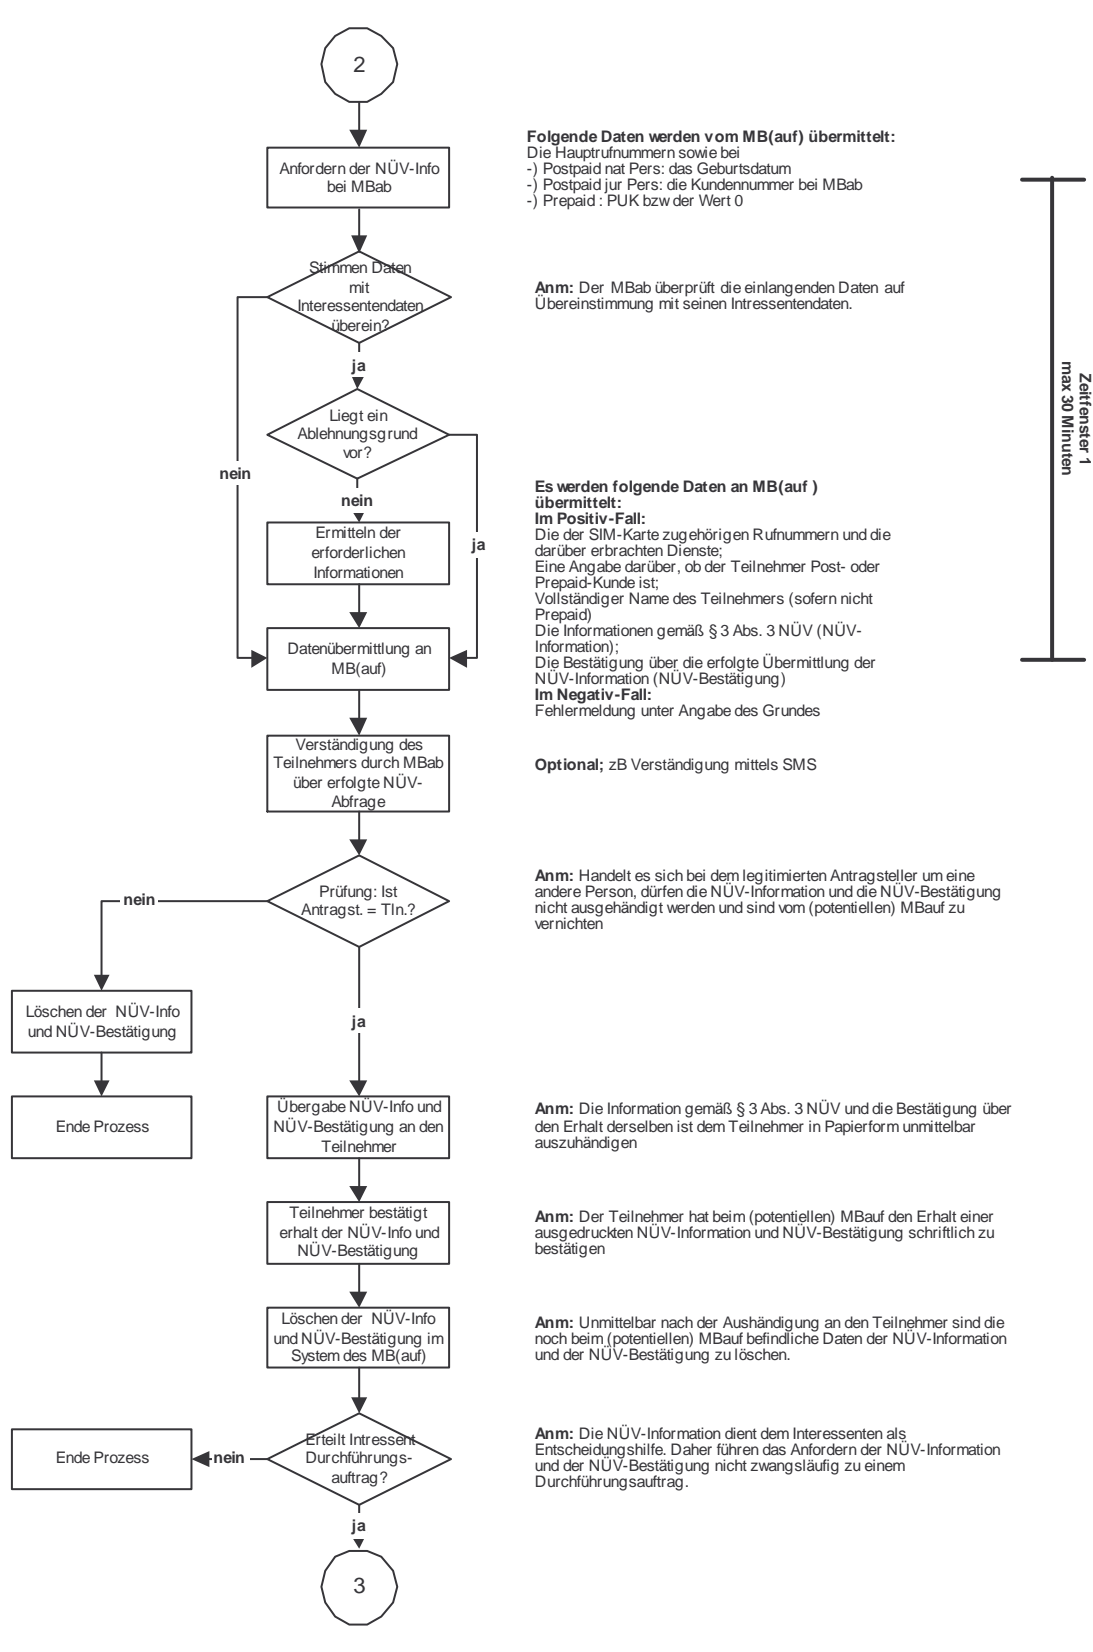 2
Folgende Daten werden vom MB(auf) übermittelt:
Die Hauptrufnummern sowie bei
-) Postpaid nat Pers: das Geburtsdatum
-) Postpaid jur Pers: die Kundennummer bei MBab
-) Prepaid : PUK bzw der Wert 0
Anfordern der NÜV-Info
bei MBab
Stimmen Daten
mit
Interessentendaten
überein?
Anm: Der MBab überprüft die einlangenden Daten auf
Übereinstimmung mit seinen Intressentendaten.
ja
Zeitfenster 1
max 30 Minuten
Liegt ein
Ablehnungsgrund
vor?
nein
nein
ja
Ermitteln der
erforderlichen
Informationen
Es werden folgende Daten an MB(auf )
übermittelt:
Im Positiv-Fall:
Die der SIM-Karte zugehörigen Rufnummern und die
darüber erbrachten Dienste;
Eine Angabe darüber, ob der Teilnehmer Post- oder
Prepaid-Kunde ist;
Vollständiger Name des Teilnehmers (sofern nicht
Prepaid)
Die Informationen gemäß § 3 Abs. 3 NÜV (NÜV-
Information);
Die Bestätigung über die erfolgte Übermittlung der
NÜV-Information (NÜV-Bestätigung)
Im Negativ-Fall:
Fehlermeldung unter Angabe des Grundes
Datenübermittlung an
MB(auf)
Verständigung des
Teilnehmers durch MBab
über erfolgte NÜV-
Abfrage
Optional; zB Verständigung mittels SMS
Prüfung: Ist
Antragst. = Tln.?
nein
Anm: Handelt es sich bei dem legitimierten Antragsteller um eine
andere Person, dürfen die NÜV-Information und die NÜV-Bestätigung
nicht ausgehändigt werden und sind vom (potentiellen) MBauf zu
vernichten
Löschen der NÜV-Info
und NÜV-Bestätigung
ja
Ende Prozess
Übergabe NÜV-Info und
NÜV-Bestätigung an den
Teilnehmer
Anm: Die Information gemäß § 3 Abs. 3 NÜV und die Bestätigung über
den Erhalt derselben ist dem Teilnehmer in Papierform unmittelbar
auszuhändigen
Teilnehmer bestätigt
erhalt der NÜV-Info und
NÜV-Bestätigung
Anm: Der Teilnehmer hat beim (potentiellen) MBauf den Erhalt einer
ausgedruckten NÜV-Information und NÜV-Bestätigung schriftlich zu
bestätigen
Löschen der NÜV-Info
und NÜV-Bestätigung im
System des MB(auf)
Anm: Unmittelbar nach der Aushändigung an den Teilnehmer sind die
noch beim (potentiellen) MBauf befindliche Daten der NÜV-Information
und der NÜV-Bestätigung zu löschen.
Erteilt Intressent
Durchführungs-
auftrag?
nein
Ende Prozess
Anm: Die NÜV-Information dient dem Interessenten als
Entscheidungshilfe. Daher führen das Anfordern der NÜV-Information
und der NÜV-Bestätigung nicht zwangsläufig zu einem
Durchführungsauftrag.
ja
3